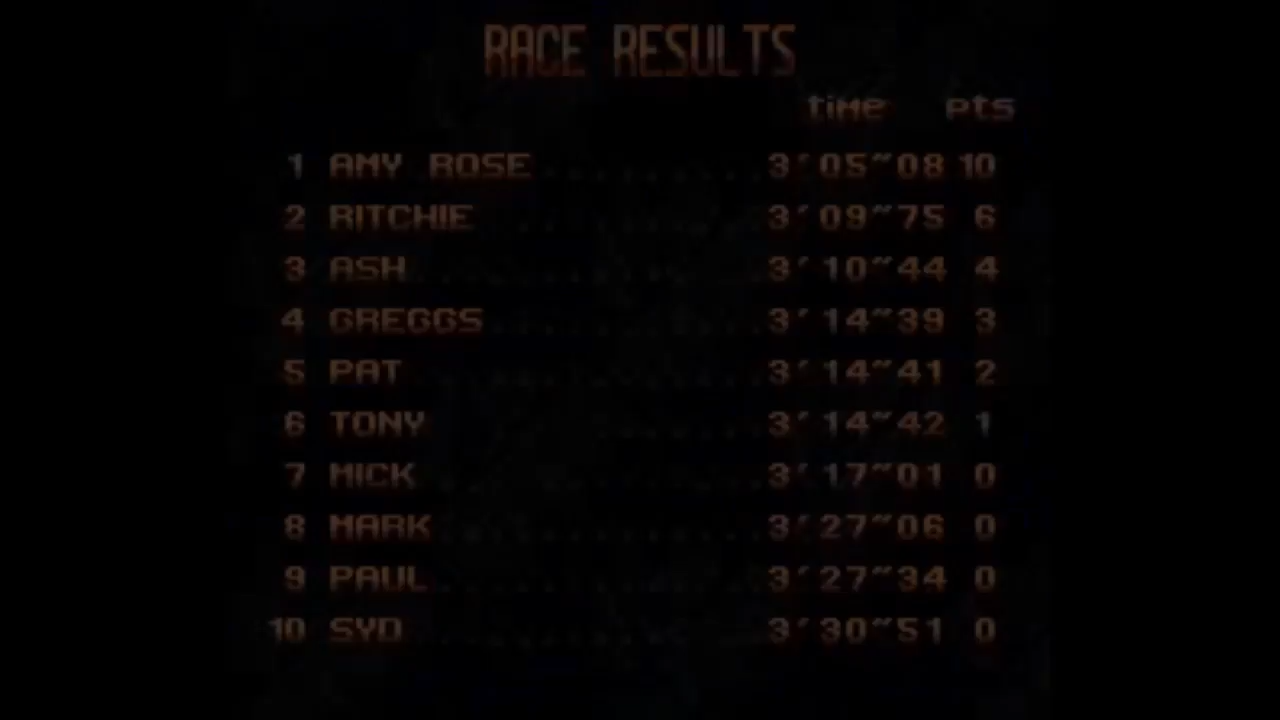 RACE RESULTS
time pts
1 AMY ROSE .......... 3'05"08 10
2 RITCHIE ............ 3'09"75 6
3 ASH ............... 3'10"44 4
4 GREGGS ............ 3'14"39 3
5 PAT ............... 3'14"41 2
6 TONY .............. 3'14"42 1
7 MICK .............. 3'17"01 0
8 MARK .............. 3'27"06 0
9 PAUL .............. 3'27"34 0
10 SYD ............... 3'30"51 0